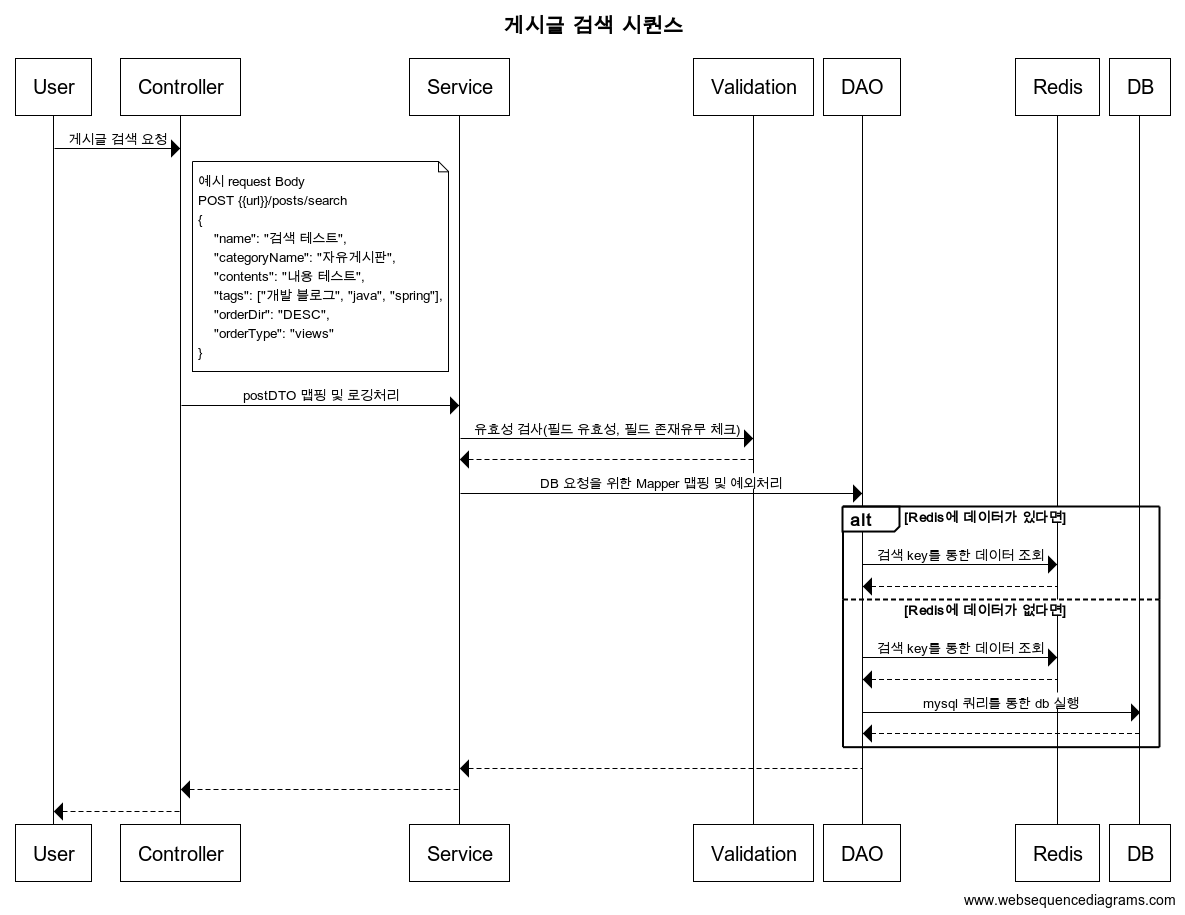 게시글 검색 시퀀스
User
Controller
Service
Validation
DAO
Redis
DB
게시글 검색 요청
예시 request Body
POST {{url}}/posts/search
{
"name": "검색 테스트",
"categoryName": "자유게시판",
"contents": "내용 테스트",
"tags": ["개발 블로그", "java", "spring"],
"orderDir": "DESC",
"orderType": "views"
}
postDTO 맵핑 및 로깅처리
유효성 검사(필드 유효성, 필드 존재유무 체크)
DB 요청을 위한 Mapper 맵핑 및 예외처리
alt
[Redis에 데이터가 있다면]
검색 key를 통한 데이터 조회
[Redis에 데이터가 없다면]
검색 key를 통한 데이터 조회
mysql 쿼리를 통한 db 실행
User
Controller
Service
Validation
DAO
Redis
DB
www.websequencediagrams.com